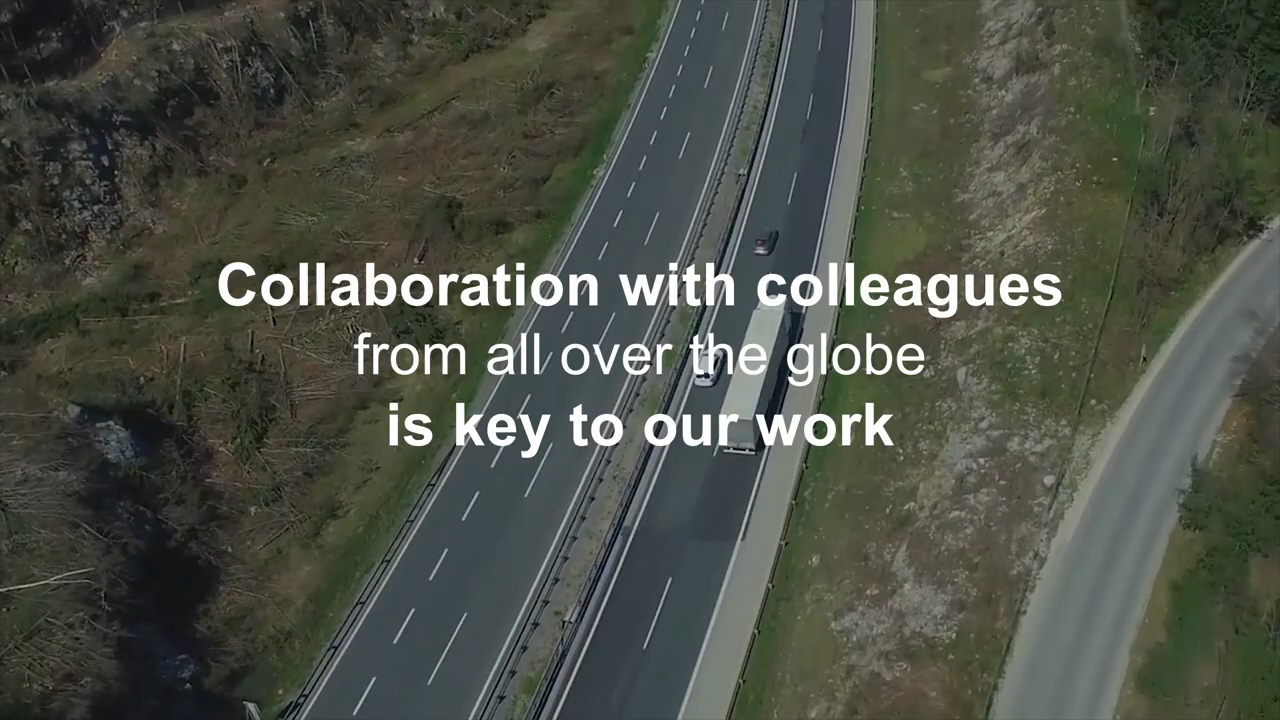 Collaboration with colleagues
from all over the globe
is key to our work